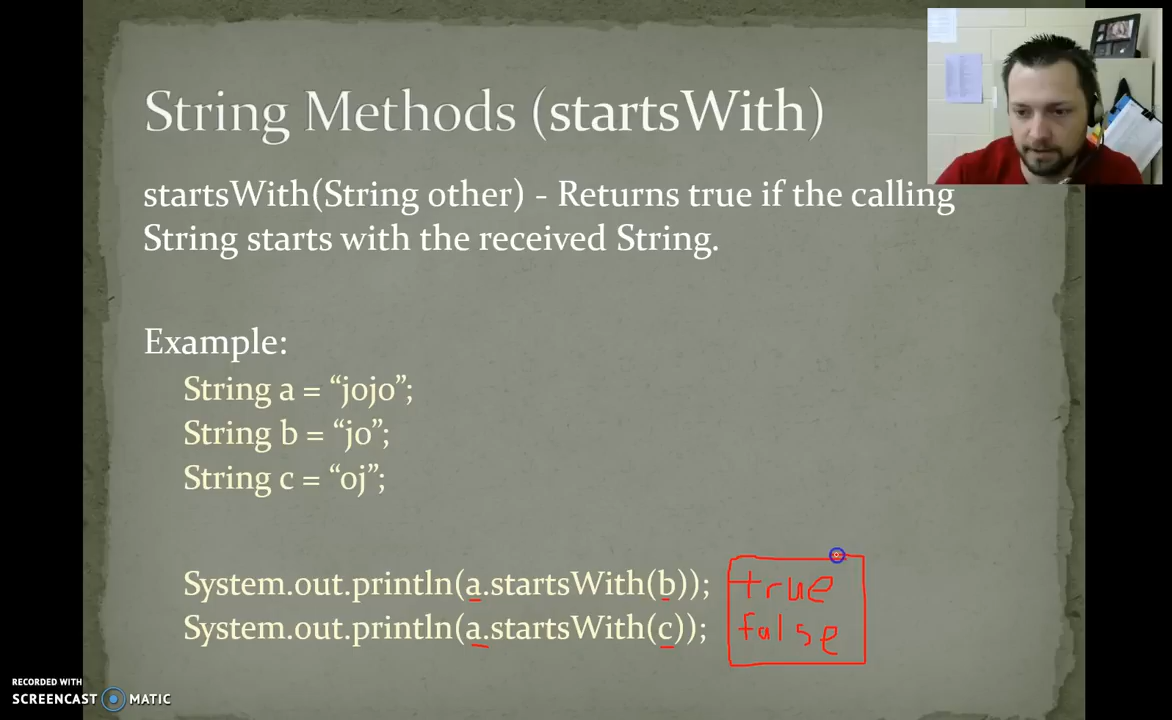 String Methods (startsWith)
startsWith(String other) - Returns true if the calling
String starts with the received String.
Example:
String a = “jojo”;
String b = “jo”;
String c = “oj”;
System.out.println(a.startsWith(b)); true
System.out.println(a.startsWith(c)); false
RECORDED WITH
SCREENCAST MATIC